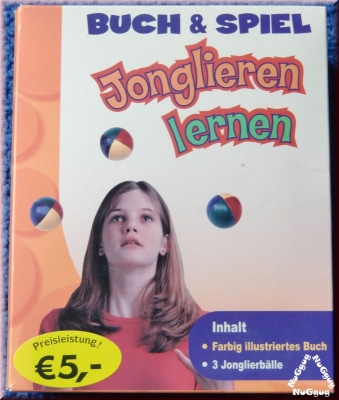 BUCH & SPIEL
Jonglieren
lernen
Inhalt
• Farbig illustriertes Buch
• 3 Jonglierbälle
Preisleistung!
€5,-
NuGgug NuGgug
NuGgug